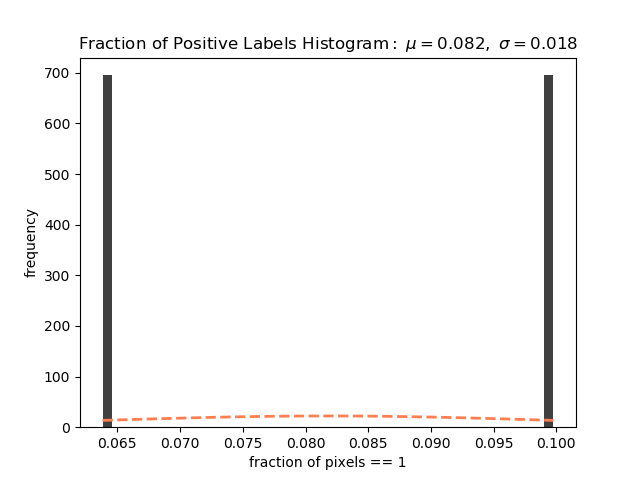 Fraction of Positive Labels Histogram : μ = 0.082, σ = 0.018
700
600
500
400
300
200
100
0
frequency
0.065 0.070 0.075 0.080 0.085 0.090 0.095 0.100
fraction of pixels == 1